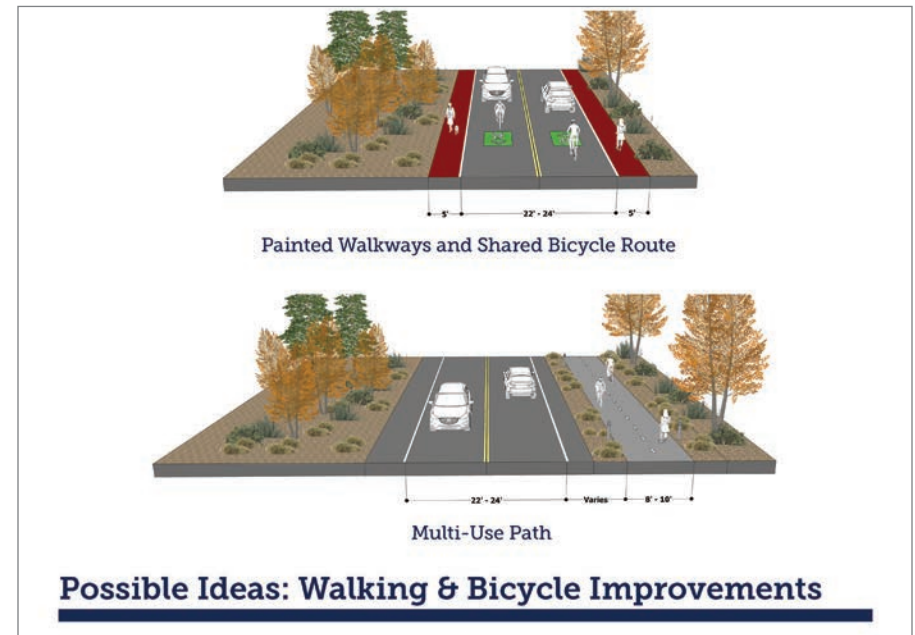 5' 22' - 24' 5'
Painted Walkways and Shared Bicycle Route
22' - 24' Varies 8' - 10'
Multi-Use Path
Possible Ideas: Walking & Bicycle Improvements